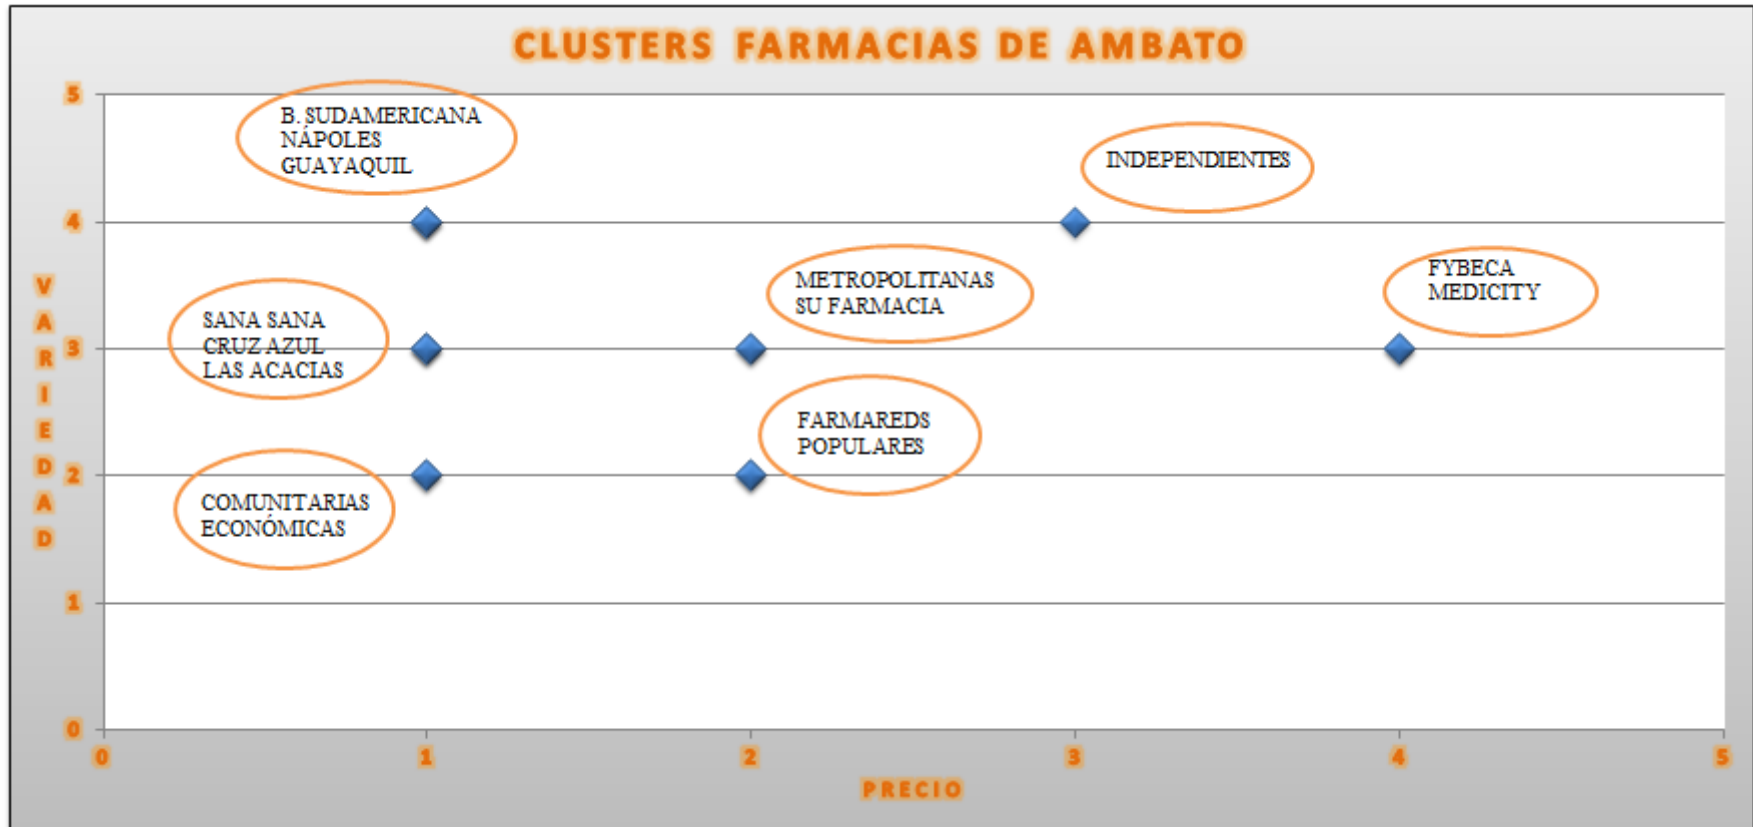 CLUSTERS FARMACIAS DE AMBATO
5
B. SUDAMERICANA
NÁPOLES
GUAYAQUIL
INDEPENDIENTES
4
METROPOLITANAS
SU FARMACIA
FYBECA
MEDICITY
SANA SANA
CRUZ AZUL
LAS ACACIAS
3
FARMAREDS
POPULARES
2
COMUNITARIAS
ECONÓMICAS
1
0
VARIEDAD
0 1 2 3 4 5
PRECIO